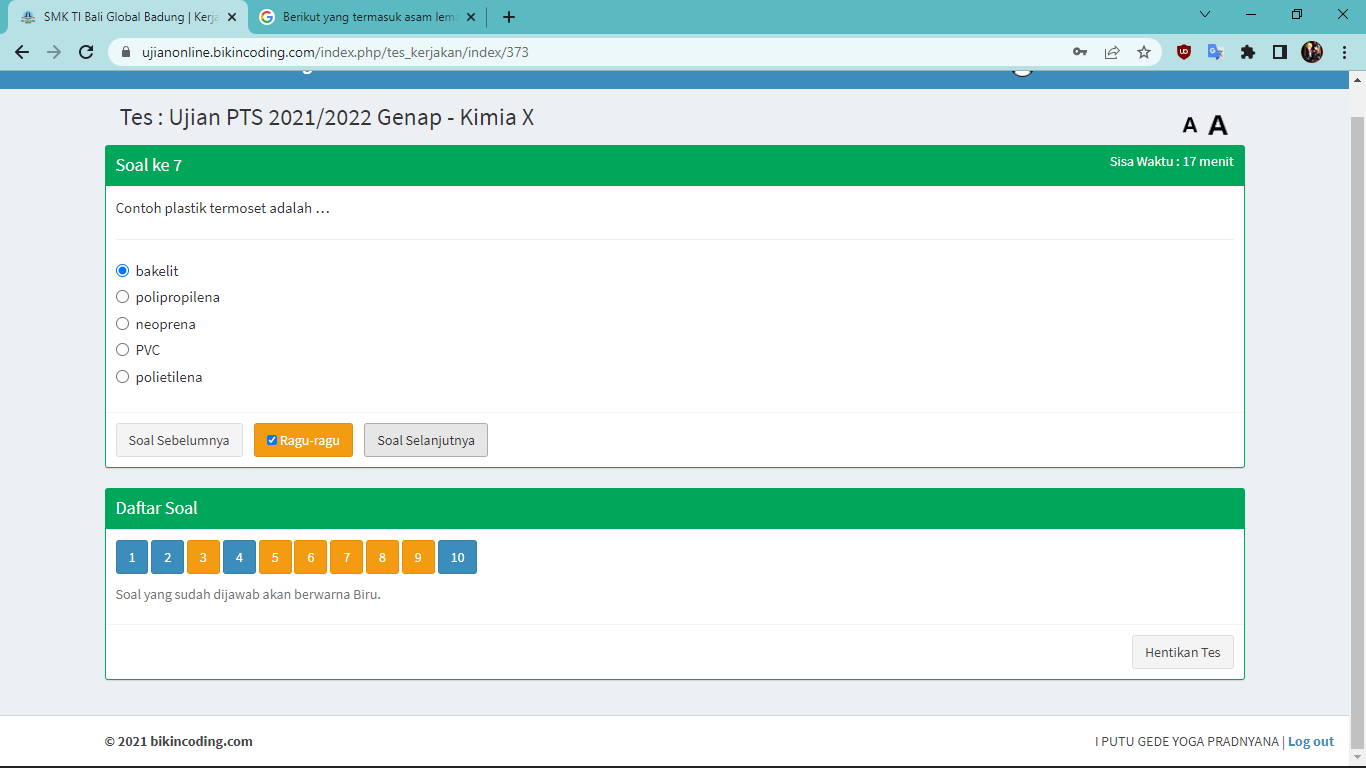 SMK TI Bali Global Badung | Kerja
Berikut yang termasuk asam lema
ujianonline.bikincoding.com/index.php/tes_kerjakan/index/373
Tes : Ujian PTS 2021/2022 Genap - Kimia X
A A
Soal ke 7
Sisa Waktu : 17 menit
Contoh plastik termoset adalah …
bakelit
polipropilena
neoprena
PVC
polietilena
Soal Sebelumnya
Ragu-ragu
Soal Selanjutnya
Daftar Soal
1 2 3 4 5 6 7 8 9 10
Soal yang sudah dijawab akan berwarna Biru.
Hentikan Tes
© 2021 bikincoding.com
I PUTU GEDE YOGA PRADNYANA | Log out